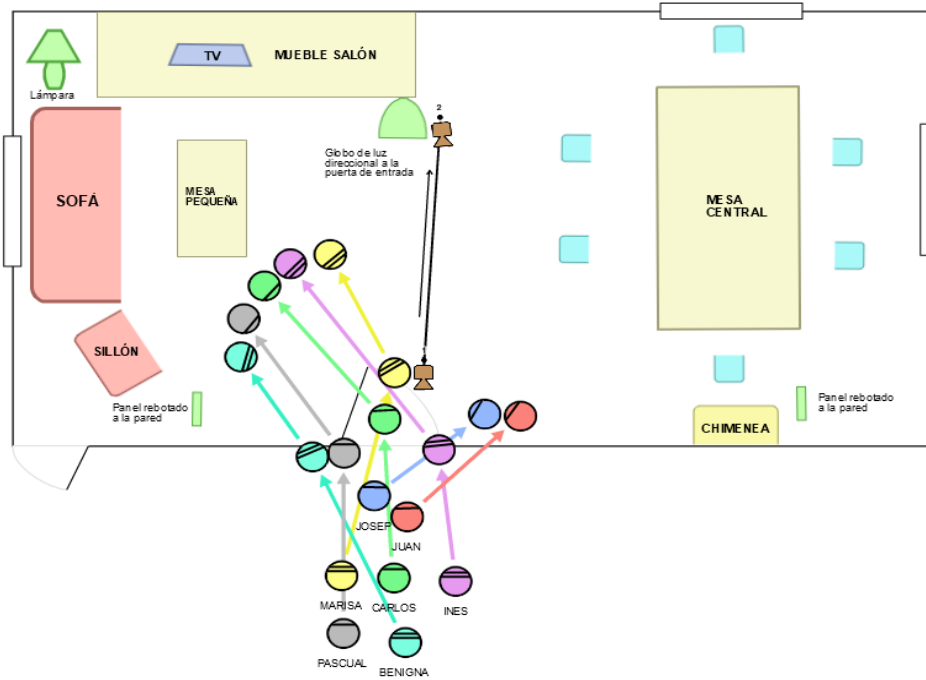 TV
MUEBLE SALÓN
Lámpara
2
Globo de luz
direccional a la
puerta de entrada
SOFÁ
MESA
PEQUEÑA
MESA
CENTRAL
SILLÓN
1
Panel rebotado
a la pared
Panel rebotado
a la pared
CHIMENEA
JOSEP
JUAN
MARISA
CARLOS
INES
PASCUAL
BENIGNA